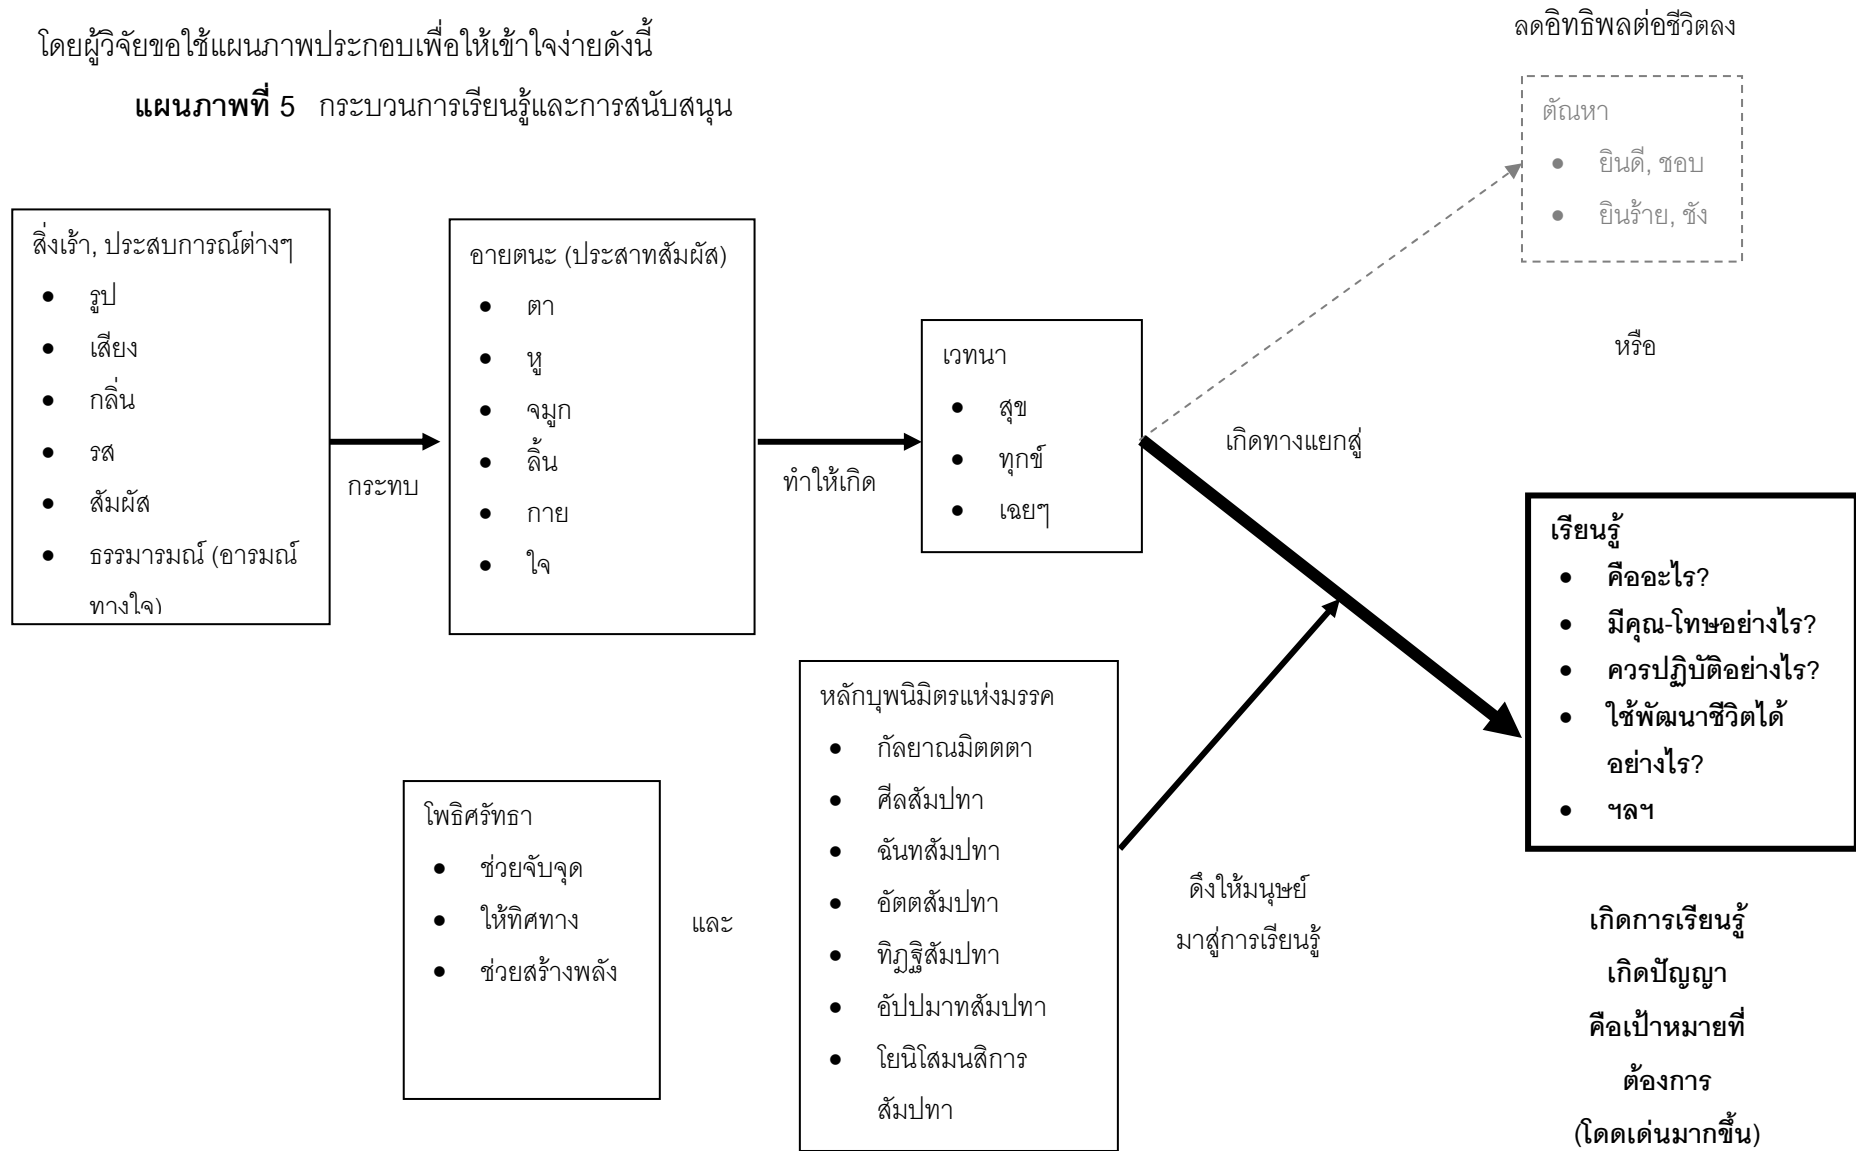 โดยผู้วิจัยขอใช้แผนภาพประกอบเพื่อให้เข้าใจง่ายดังนี้
แผนภาพที่ 5 กระบวนการเรียนรู้และการสนับสนุน
สิ่งเร้า, ประสบการณ์ต่างๆ
• รูป
• เสียง
• กลิ่น
• รส
• สัมผัส
• ธรรมารมณ์ (อารมณ์
ทางใจ)
กระทบ
อายตนะ (ประสาทสัมผัส)
• ตา
• หู
• จมูก
• ลิ้น
• กาย
• ใจ
ทำให้เกิด
เวทนา
• สุข
• ทุกข์
• เฉยๆ
เกิดทางแยกสู่
ลดอิทธิพลต่อชีวิตลง
ตัณหา
• ยินดี, ชอบ
• ยินร้าย, ชัง
หรือ
เรียนรู้
• คืออะไร?
• มีคุณ-โทษอย่างไร?
• ควรปฏิบัติอย่างไร?
• ใช้พัฒนาชีวิตได้
อย่างไร?
• ฯลฯ
เกิดการเรียนรู้
เกิดปัญญา
คือเป้าหมายที่
ต้องการ
(โดดเด่นมากขึ้น)
โพธิศรัทธา
• ช่วยจับจุด
• ให้ทิศทาง
• ช่วยสร้างพลัง
และ
หลักบุพนิมิตรแห่งมรรค
• กัลยาณมิตตตา
• ศีลสัมปทา
• ฉันทสัมปทา
• อัตตสัมปทา
• ทิฏฐิสัมปทา
• อัปปมาทสัมปทา
• โยนิโสมนสิการ
สัมปทา
ดึงให้มนุษย์
มาสู่การเรียนรู้